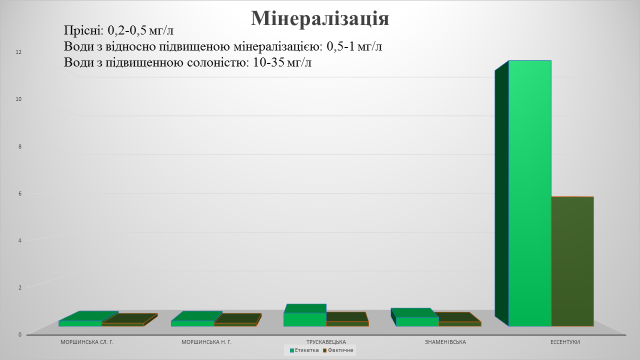 Мінералізація
Прісні: 0,2-0,5 мг/л
Води з відносно підвищеною мінералізацією: 0,5-1 мг/л
Води з підвишенною солоністю: 10-35 мг/л
12
10
8
6
4
2
0
МОРШИНСЬКА СЛ. Г.
МОРШИНСЬКА Н. Г.
ТРУСКАВЕЦЬКА
ЗНАМЕНІВСЬКА
ЕССЕНТУКИ
Етикетка
Фактичне